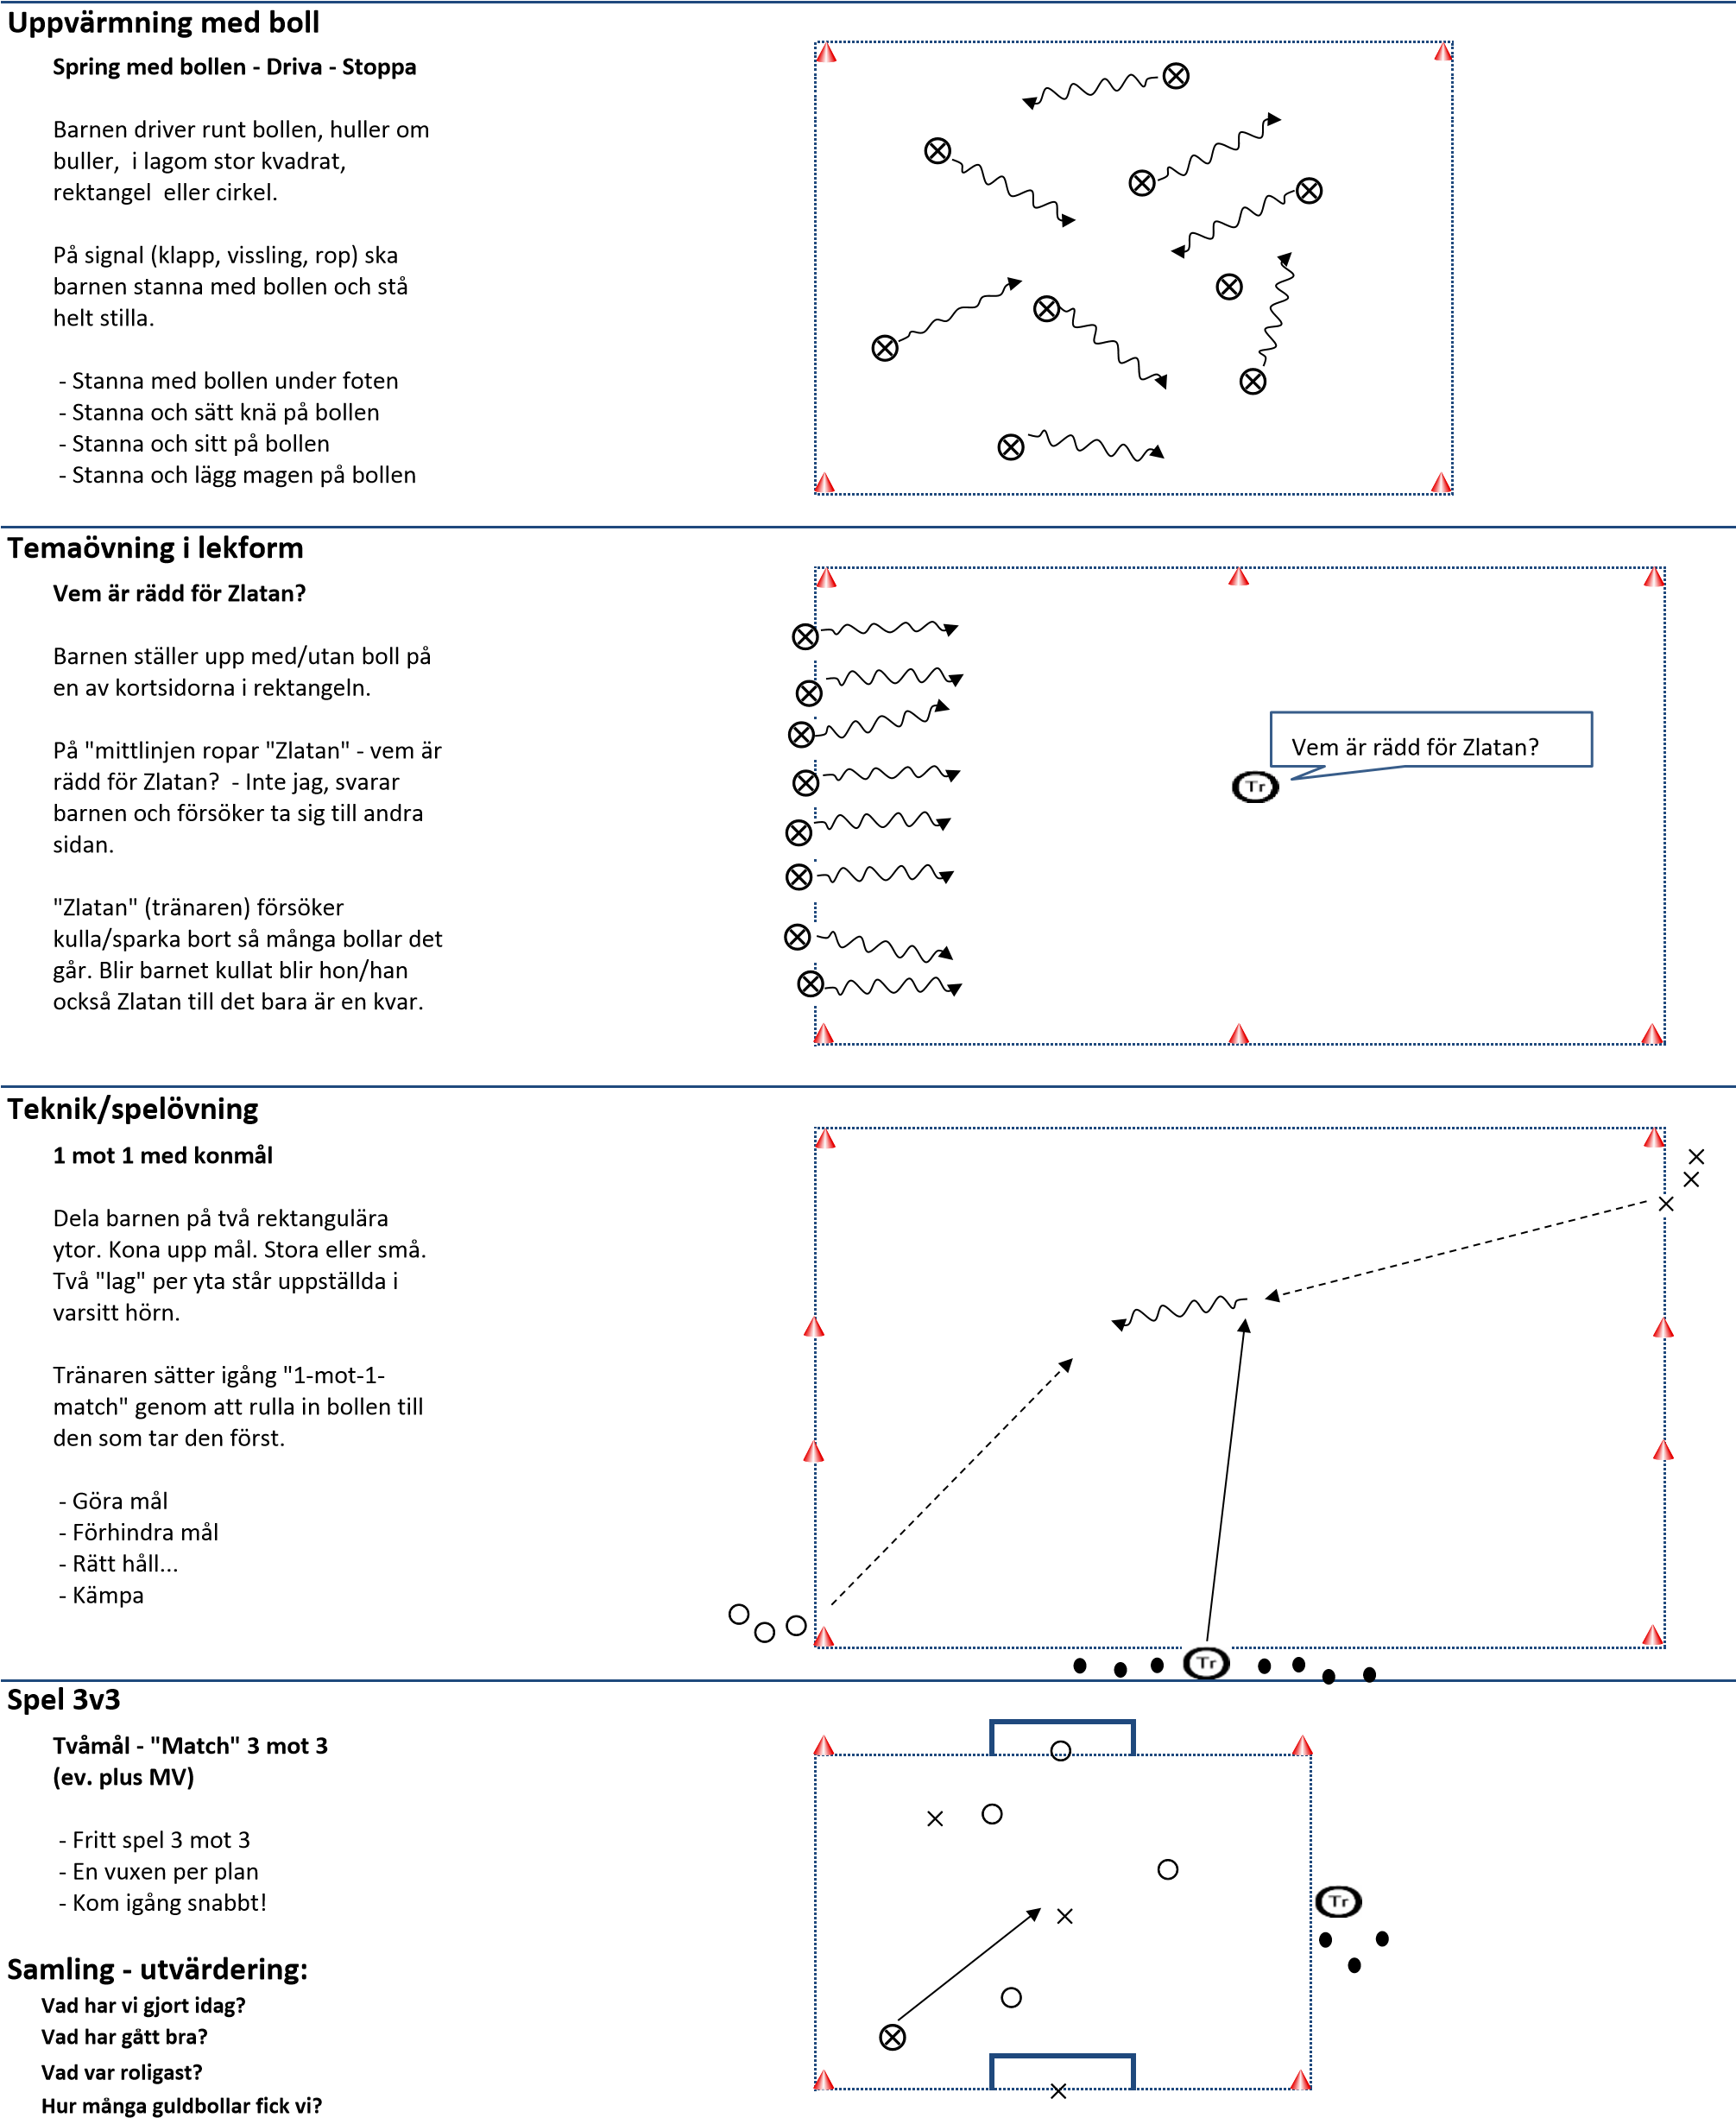 Uppvärmning med boll
Spring med bollen - Driva - Stoppa
Barnen driver runt bollen, huller om
buller,  i lagom stor kvadrat,
rektangel  eller cirkel.
På signal (klapp, vissling, rop) ska
barnen stanna med bollen och stå
helt stilla.
- Stanna med bollen under foten
- Stanna och sätt knä på bollen
- Stanna och sitt på bollen
- Stanna och lägg magen på bollen
Temaövning i lekform
Vem är rädd för Zlatan?
Barnen ställer upp med/utan boll på
en av kortsidorna i rektangeln.
På "mittlinjen ropar "Zlatan" - vem är
rädd för Zlatan?  - Inte jag, svarar
barnen och försöker ta sig till andra
sidan.
"Zlatan" (tränaren) försöker
kulla/sparka bort så många bollar det
går. Blir barnet kullat blir hon/han
också Zlatan till det bara är en kvar.
Vem är rädd för Zlatan?
Tr
Teknik/spelövning
1 mot 1 med konmål
Dela barnen på två rektangulära
ytor. Kona upp mål. Stora eller små.
Två "lag" per yta står uppställda i
varsitt hörn.
Tränaren sätter igång "1-mot-1-
match" genom att rulla in bollen till
den som tar den först.
- Göra mål
- Förhindra mål
- Rätt håll...
- Kämpa
Tr
Spel 3v3
Tvåmål - "Match" 3 mot 3
(ev. plus MV)
- Fritt spel 3 mot 3
- En vuxen per plan
- Kom igång snabbt!
Tr
Samling - utvärdering:
Vad har vi gjort idag?
Vad har gått bra?
Vad var roligast?
Hur många guldbollar fick vi?